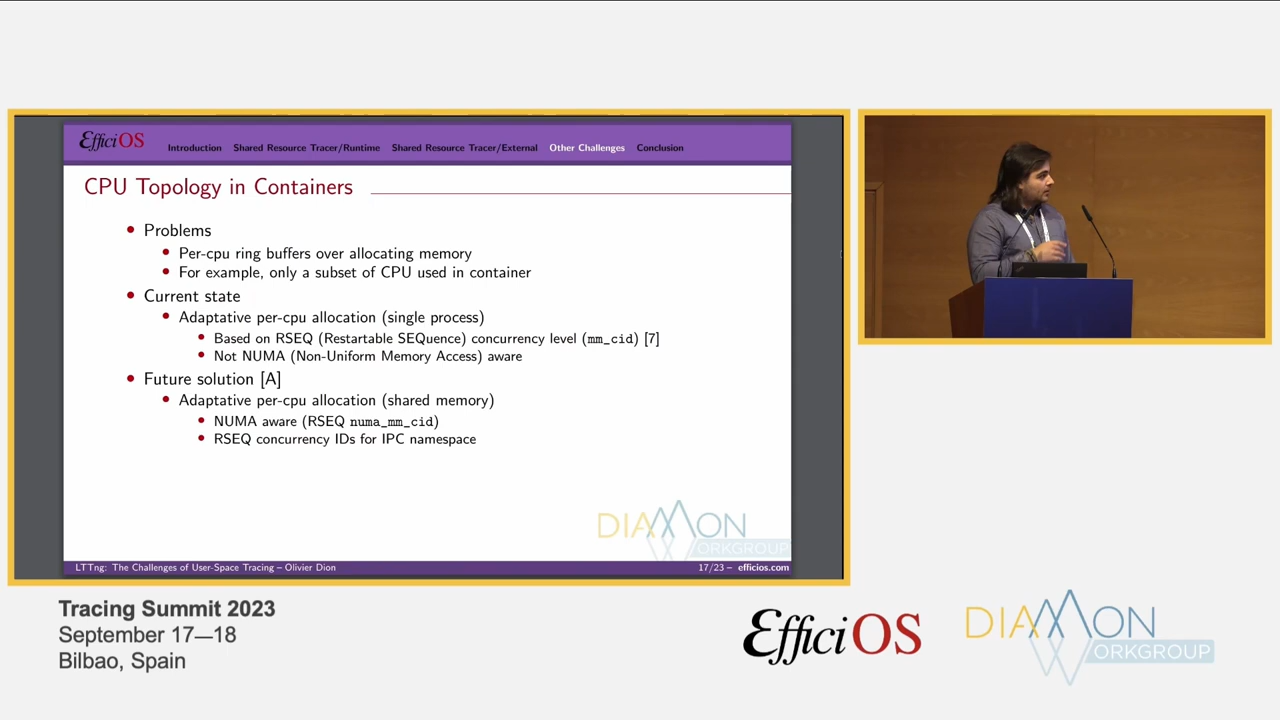 EfficiOS
Introduction Shared Resource Tracer/Runtime Shared Resource Tracer/External Other Challenges Conclusion
CPU Topology in Containers
Problems
Per-cpu ring buffers over allocating memory
For example, only a subset of CPU used in container
Current state
Adaptative per-cpu allocation (single process)
Based on RSEQ (Restartable SEQuence) concurrency level (mm_cid) [7]
Not NUMA (Non-Uniform Memory Access) aware
Future solution [A]
Adaptative per-cpu allocation (shared memory)
NUMA aware (RSEQ numa_mm_cid)
RSEQ concurrency IDs for IPC namespace
DIAMON
WORKGROUP
LTTng: The Challenges of User-Space Tracing – Olivier Dion 17/23 – efficios.com
Tracing Summit 2023
September 17—18
Bilbao, Spain
EfficiOS
DIAMON
WORKGROUP